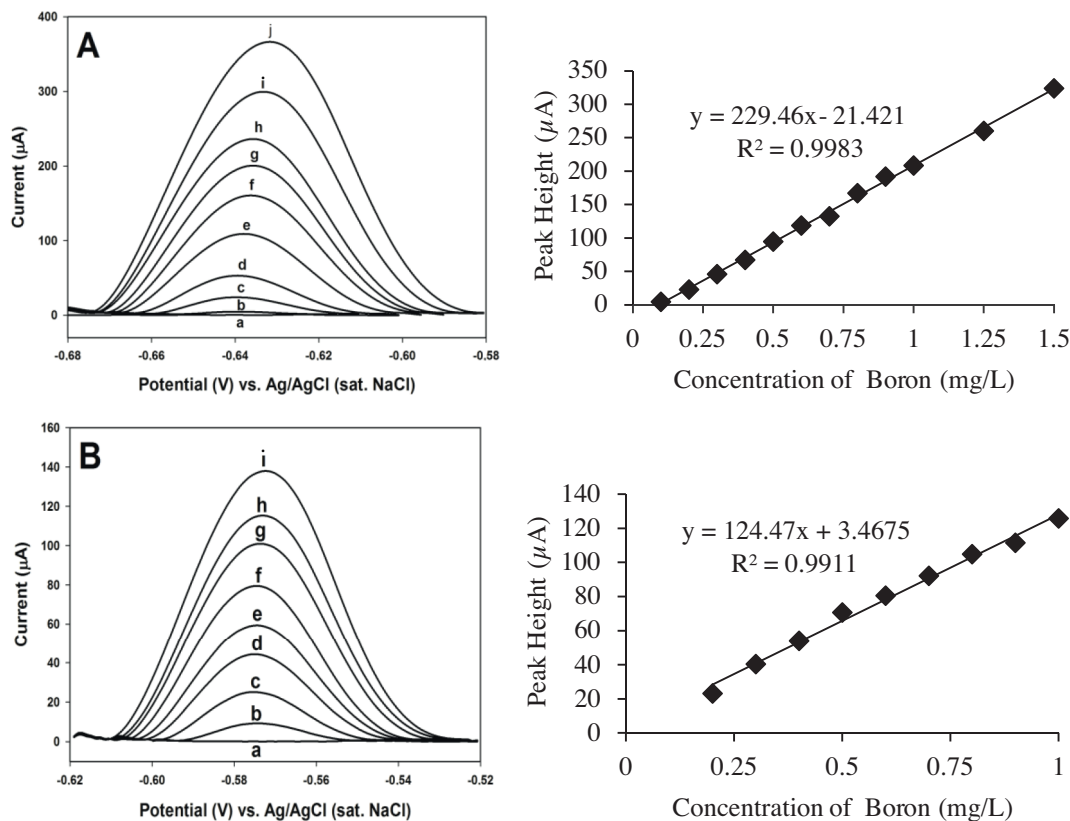 A
400
300
200
100
0
-0.68
-0.66
-0.64
-0.62
-0.60
-0.58
Current (µA)
Potential (V) vs. Ag/AgCl (sat. NaCl)
j
i
h
g
f
e
d
c
b
a
350
300
250
200
150
100
50
0
0
0.25
0.5
0.75
1
1.25
1.5
Peak Height (µA)
Concentration of Boron (mg/L)
y = 229.46x- 21.421
R² = 0.9983
B
160
140
120
100
80
60
40
20
0
-0.62
-0.60
-0.58
-0.56
-0.54
-0.52
Current (µA)
Potential (V) vs. Ag/AgCl (sat. NaCl)
i
h
g
f
e
d
c
b
a
140
120
100
80
60
40
20
0
0
0.25
0.5
0.75
1
Peak Height (µA)
Concentration of Boron (mg/L)
y = 124.47x + 3.4675
R² = 0.9911